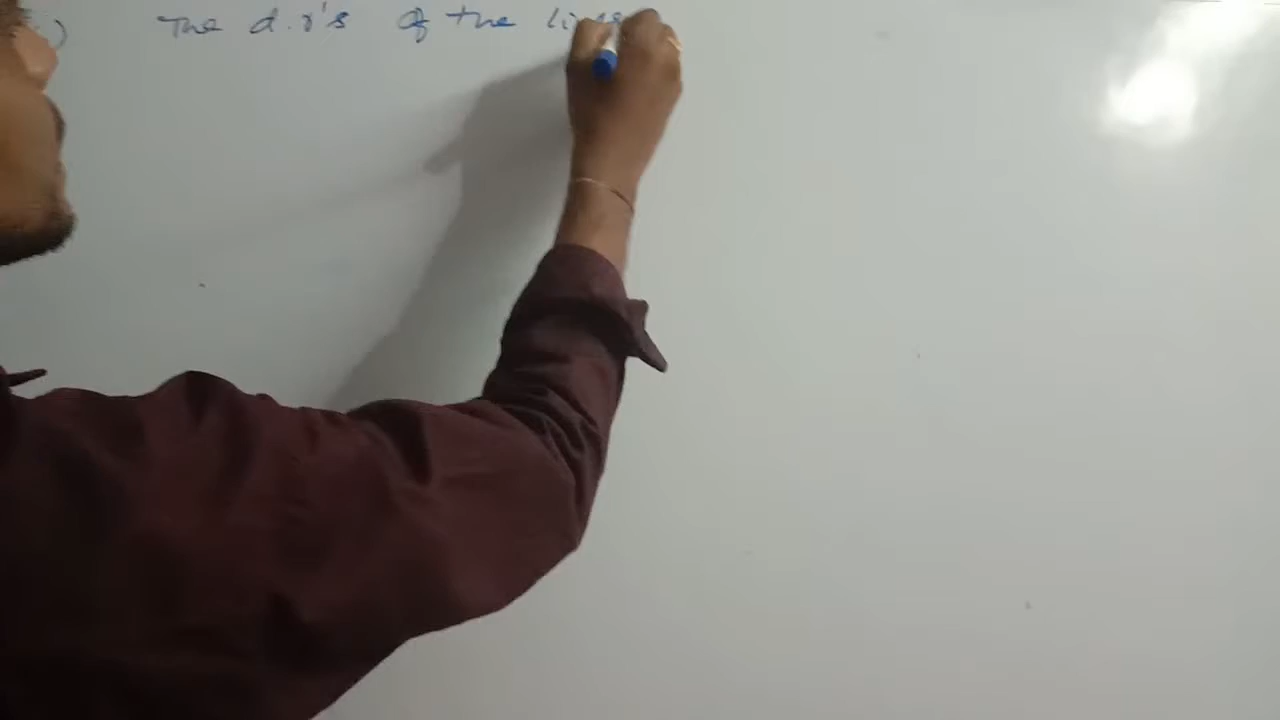 ) The d.r's of the